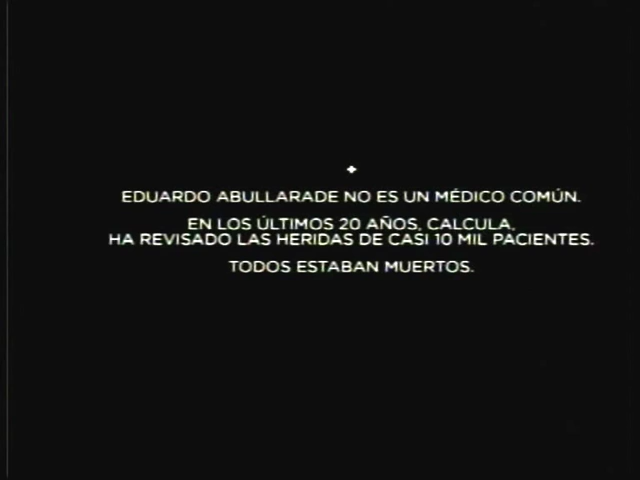 EDUARDO ABULLARADE NO ES UN MÉDICO COMÚN.
EN LOS ÚLTIMOS 20 AÑOS, CALCULA,
HA REVISADO LAS HERIDAS DE CASI 10 MIL PACIENTES.
TODOS ESTABAN MUERTOS.